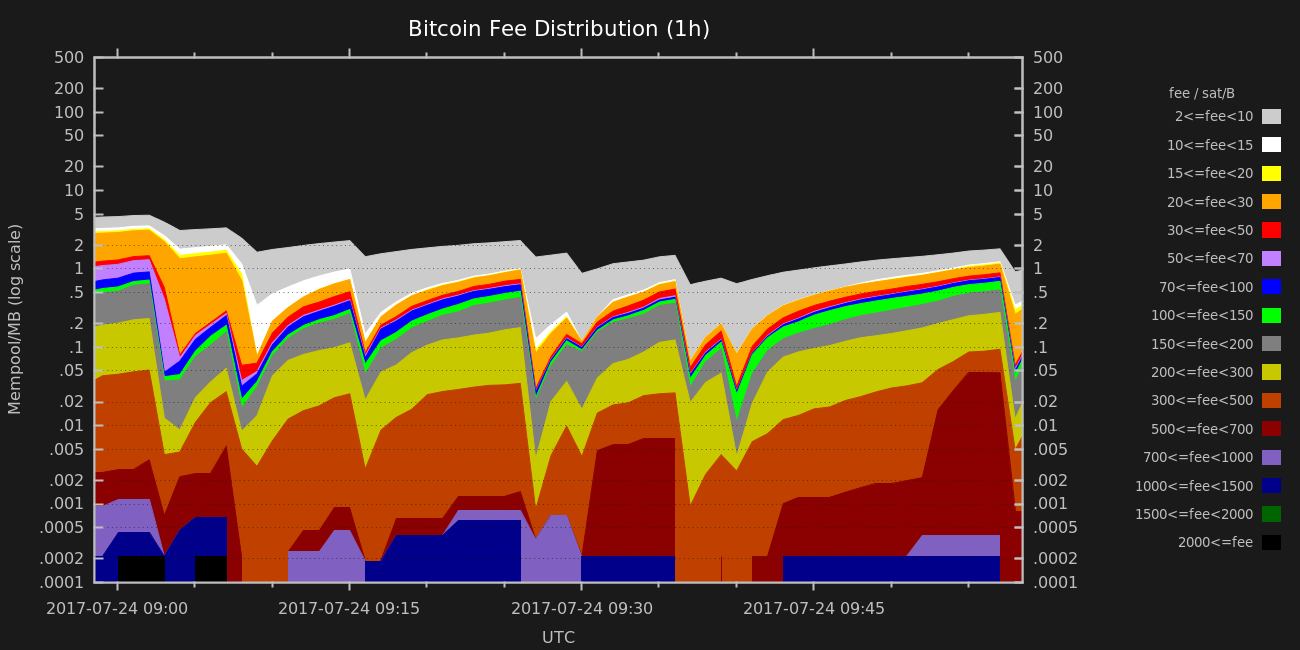 Bitcoin Fee Distribution (1h)
Mempool/MB (log scale)
500 500
200 200
100 100
50 50
20 20
10 10
5 5
2 2
1 1
.5 .5
.2 .2
.1 .1
.05 .05
.02 .02
.01 .01
.005 .005
.002 .002
.001 .001
.0005 .0005
.0002 .0002
.0001 .0001
2017-07-24 09:00 2017-07-24 09:15 2017-07-24 09:30 2017-07-24 09:45
UTC
fee / sat/B
2<=fee<10
10<=fee<15
15<=fee<20
20<=fee<30
30<=fee<50
50<=fee<70
70<=fee<100
100<=fee<150
150<=fee<200
200<=fee<300
300<=fee<500
500<=fee<700
700<=fee<1000
1000<=fee<1500
1500<=fee<2000
2000<=fee